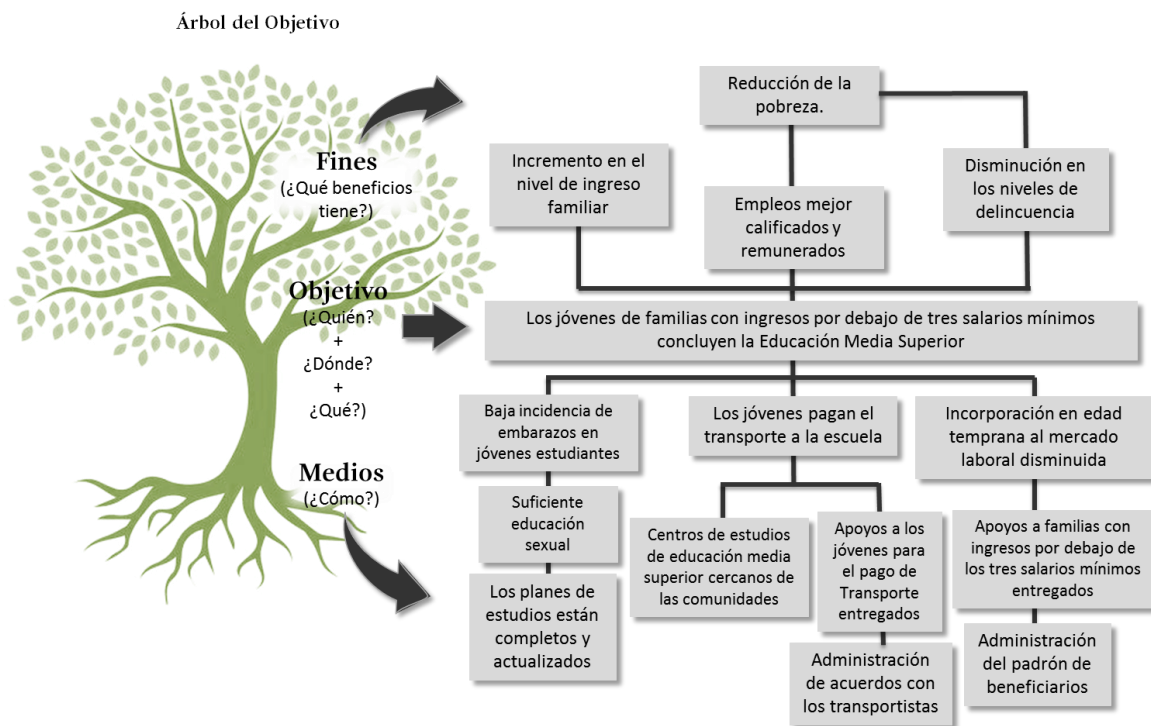 Árbol del Objetivo
Fines
(¿Qué beneficios
tiene?)
Objetivo
(¿Quién?
+
¿Dónde?
+
¿Qué?)
Medios
(¿Cómo?)
Reducción de la
pobreza.
Incremento en el
nivel de ingreso
familiar
Empleos mejor
calificados y
remunerados
Disminución en
los niveles de
delincuencia
Los jóvenes de familias con ingresos por debajo de tres salarios mínimos
concluyen la Educación Media Superior
Baja incidencia de
embarazos en
jóvenes estudiantes
Los jóvenes pagan el
transporte a la escuela
Incorporación en edad
temprana al mercado
laboral disminuida
Suficiente
educación
sexual
Centros de estudios
de educación media
superior cercanos de
las comunidades
Apoyos a los
jóvenes para
el pago de
Transporte
entregados
Apoyos a familias con
ingresos por debajo de
los tres salarios mínimos
entregados
Los planes de
estudios están
completos y
actualizados
Administración
de acuerdos con
los transportistas
Administración
del padrón de
beneficiarios